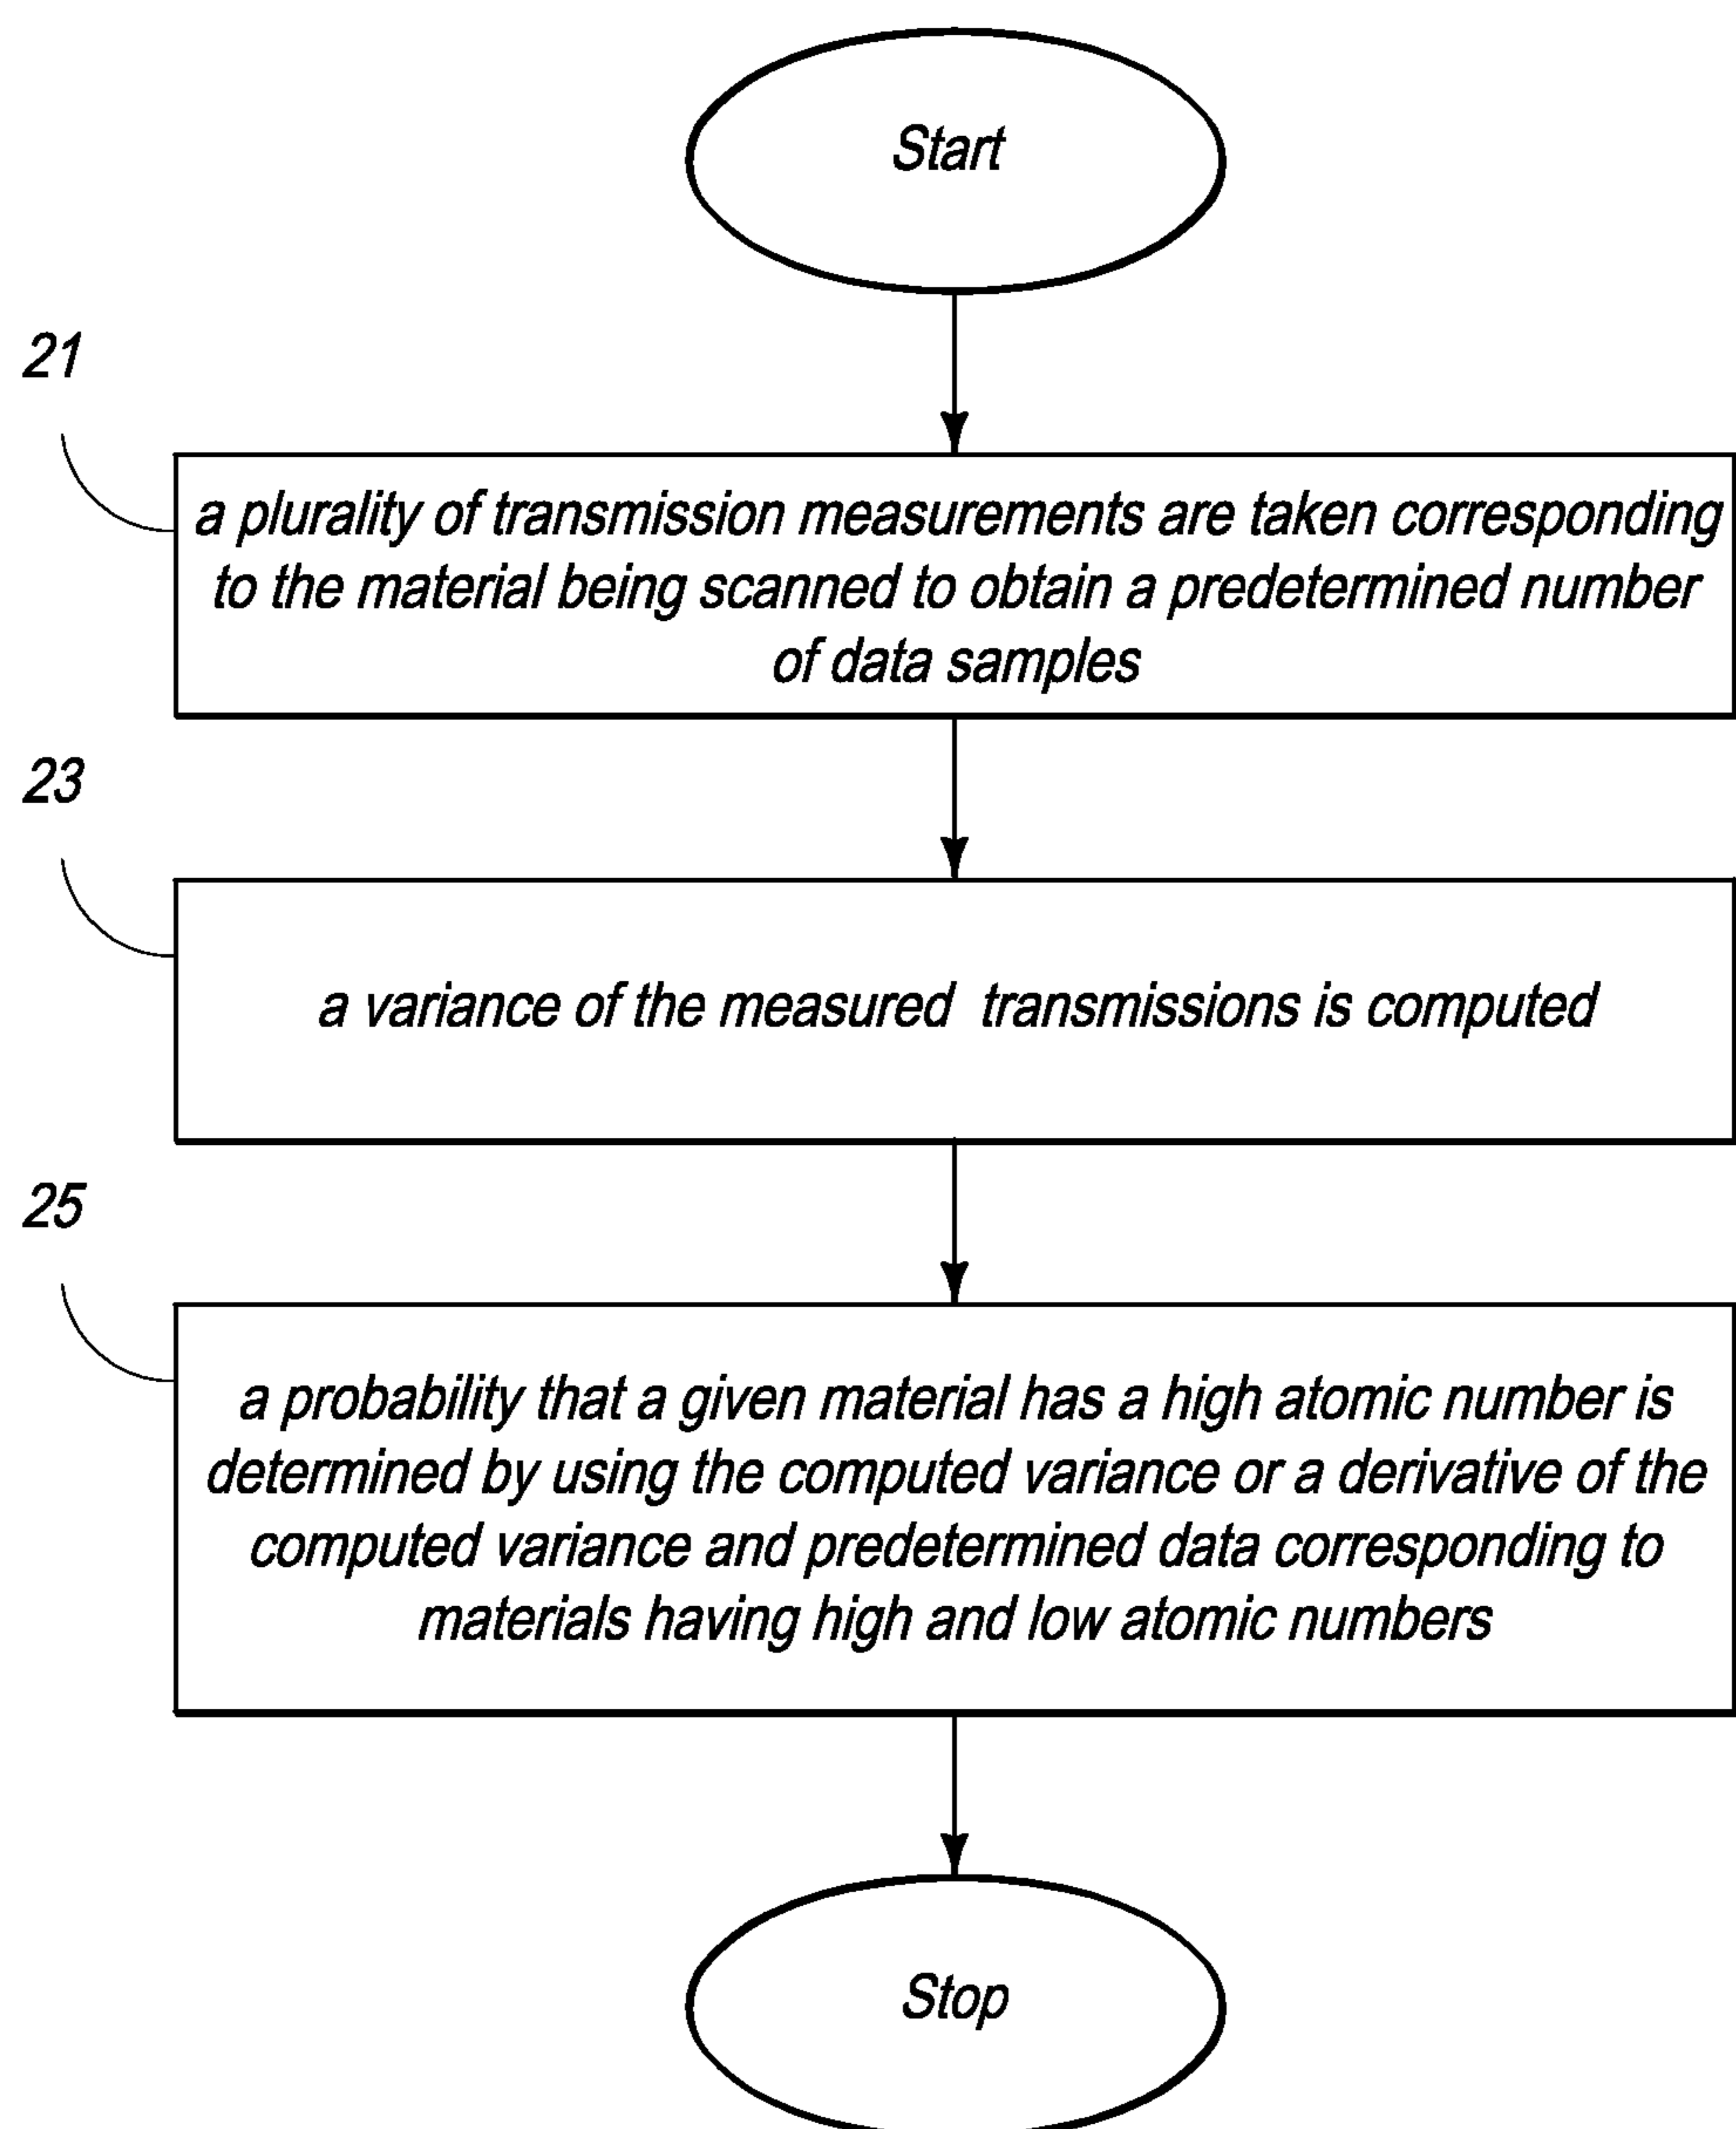 Start
21
a plurality of transmission measurements are taken corresponding
to the material being scanned to obtain a predetermined number
of data samples
23
a variance of the measured transmissions is computed
25
a probability that a given material has a high atomic number is
determined by using the computed variance or a derivative of the
computed variance and predetermined data corresponding to
materials having high and low atomic numbers
Stop